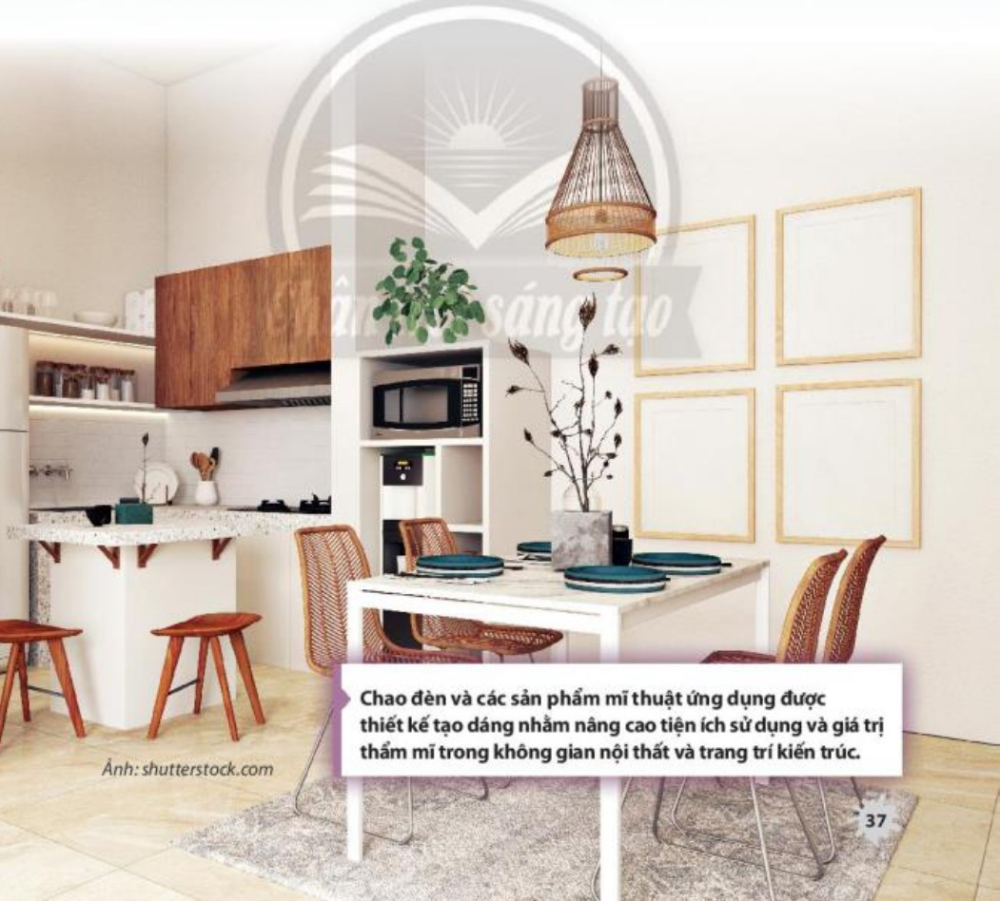 sáng tạo
Chao đèn và các sản phẩm mĩ thuật ứng dụng được
thiết kế tạo dáng nhằm nâng cao tiện ích sử dụng và giá trị
thẩm mĩ trong không gian nội thất và trang trí kiến trúc.
Ảnh: shutterstock.com
37